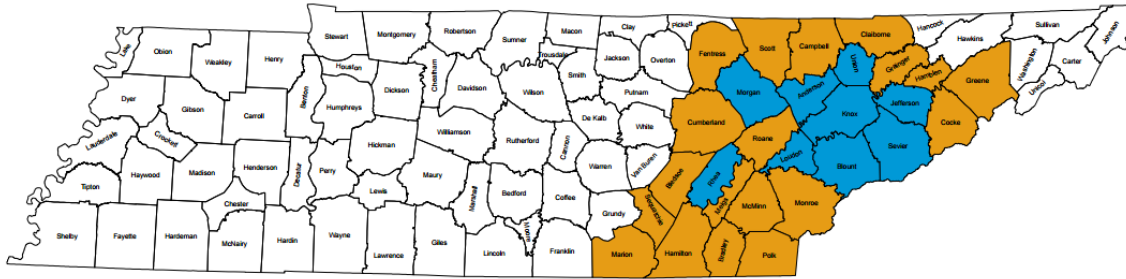 Lake
Obion
Weakley
Henry
Stewart
Montgomery
Robertson
Sumner
Macon
Clay
Pickett
Fentress
Scott
Campbell
Claiborne
Hancock
Hawkins
Sullivan
Johnson
Houston
Cheatham
Trousdale
Jackson
Overton
Union
Grainger
Hamblen
Greene
Washington
Carter
Unicoi
Dyer
Gibson
Carroll
Benton
Humphreys
Dickson
Davidson
Wilson
Smith
Putnam
Morgan
Anderson
Knox
Jefferson
Cocke
Lauderdale
Crockett
Williamson
Rutherford
Cannon
De Kalb
White
Cumberland
Roane
Loudon
Blount
Sevier
Tipton
Haywood
Madison
Henderson
Decatur
Perry
Hickman
Lewis
Maury
Marshall
Bedford
Coffee
Warren
Van Buren
Bledsoe
Rhea
Meigs
McMinn
Monroe
Chester
Moore
Grundy
Sequatchie
Shelby
Fayette
Hardeman
McNairy
Hardin
Wayne
Lawrence
Giles
Lincoln
Franklin
Marion
Hamilton
Bradley
Polk